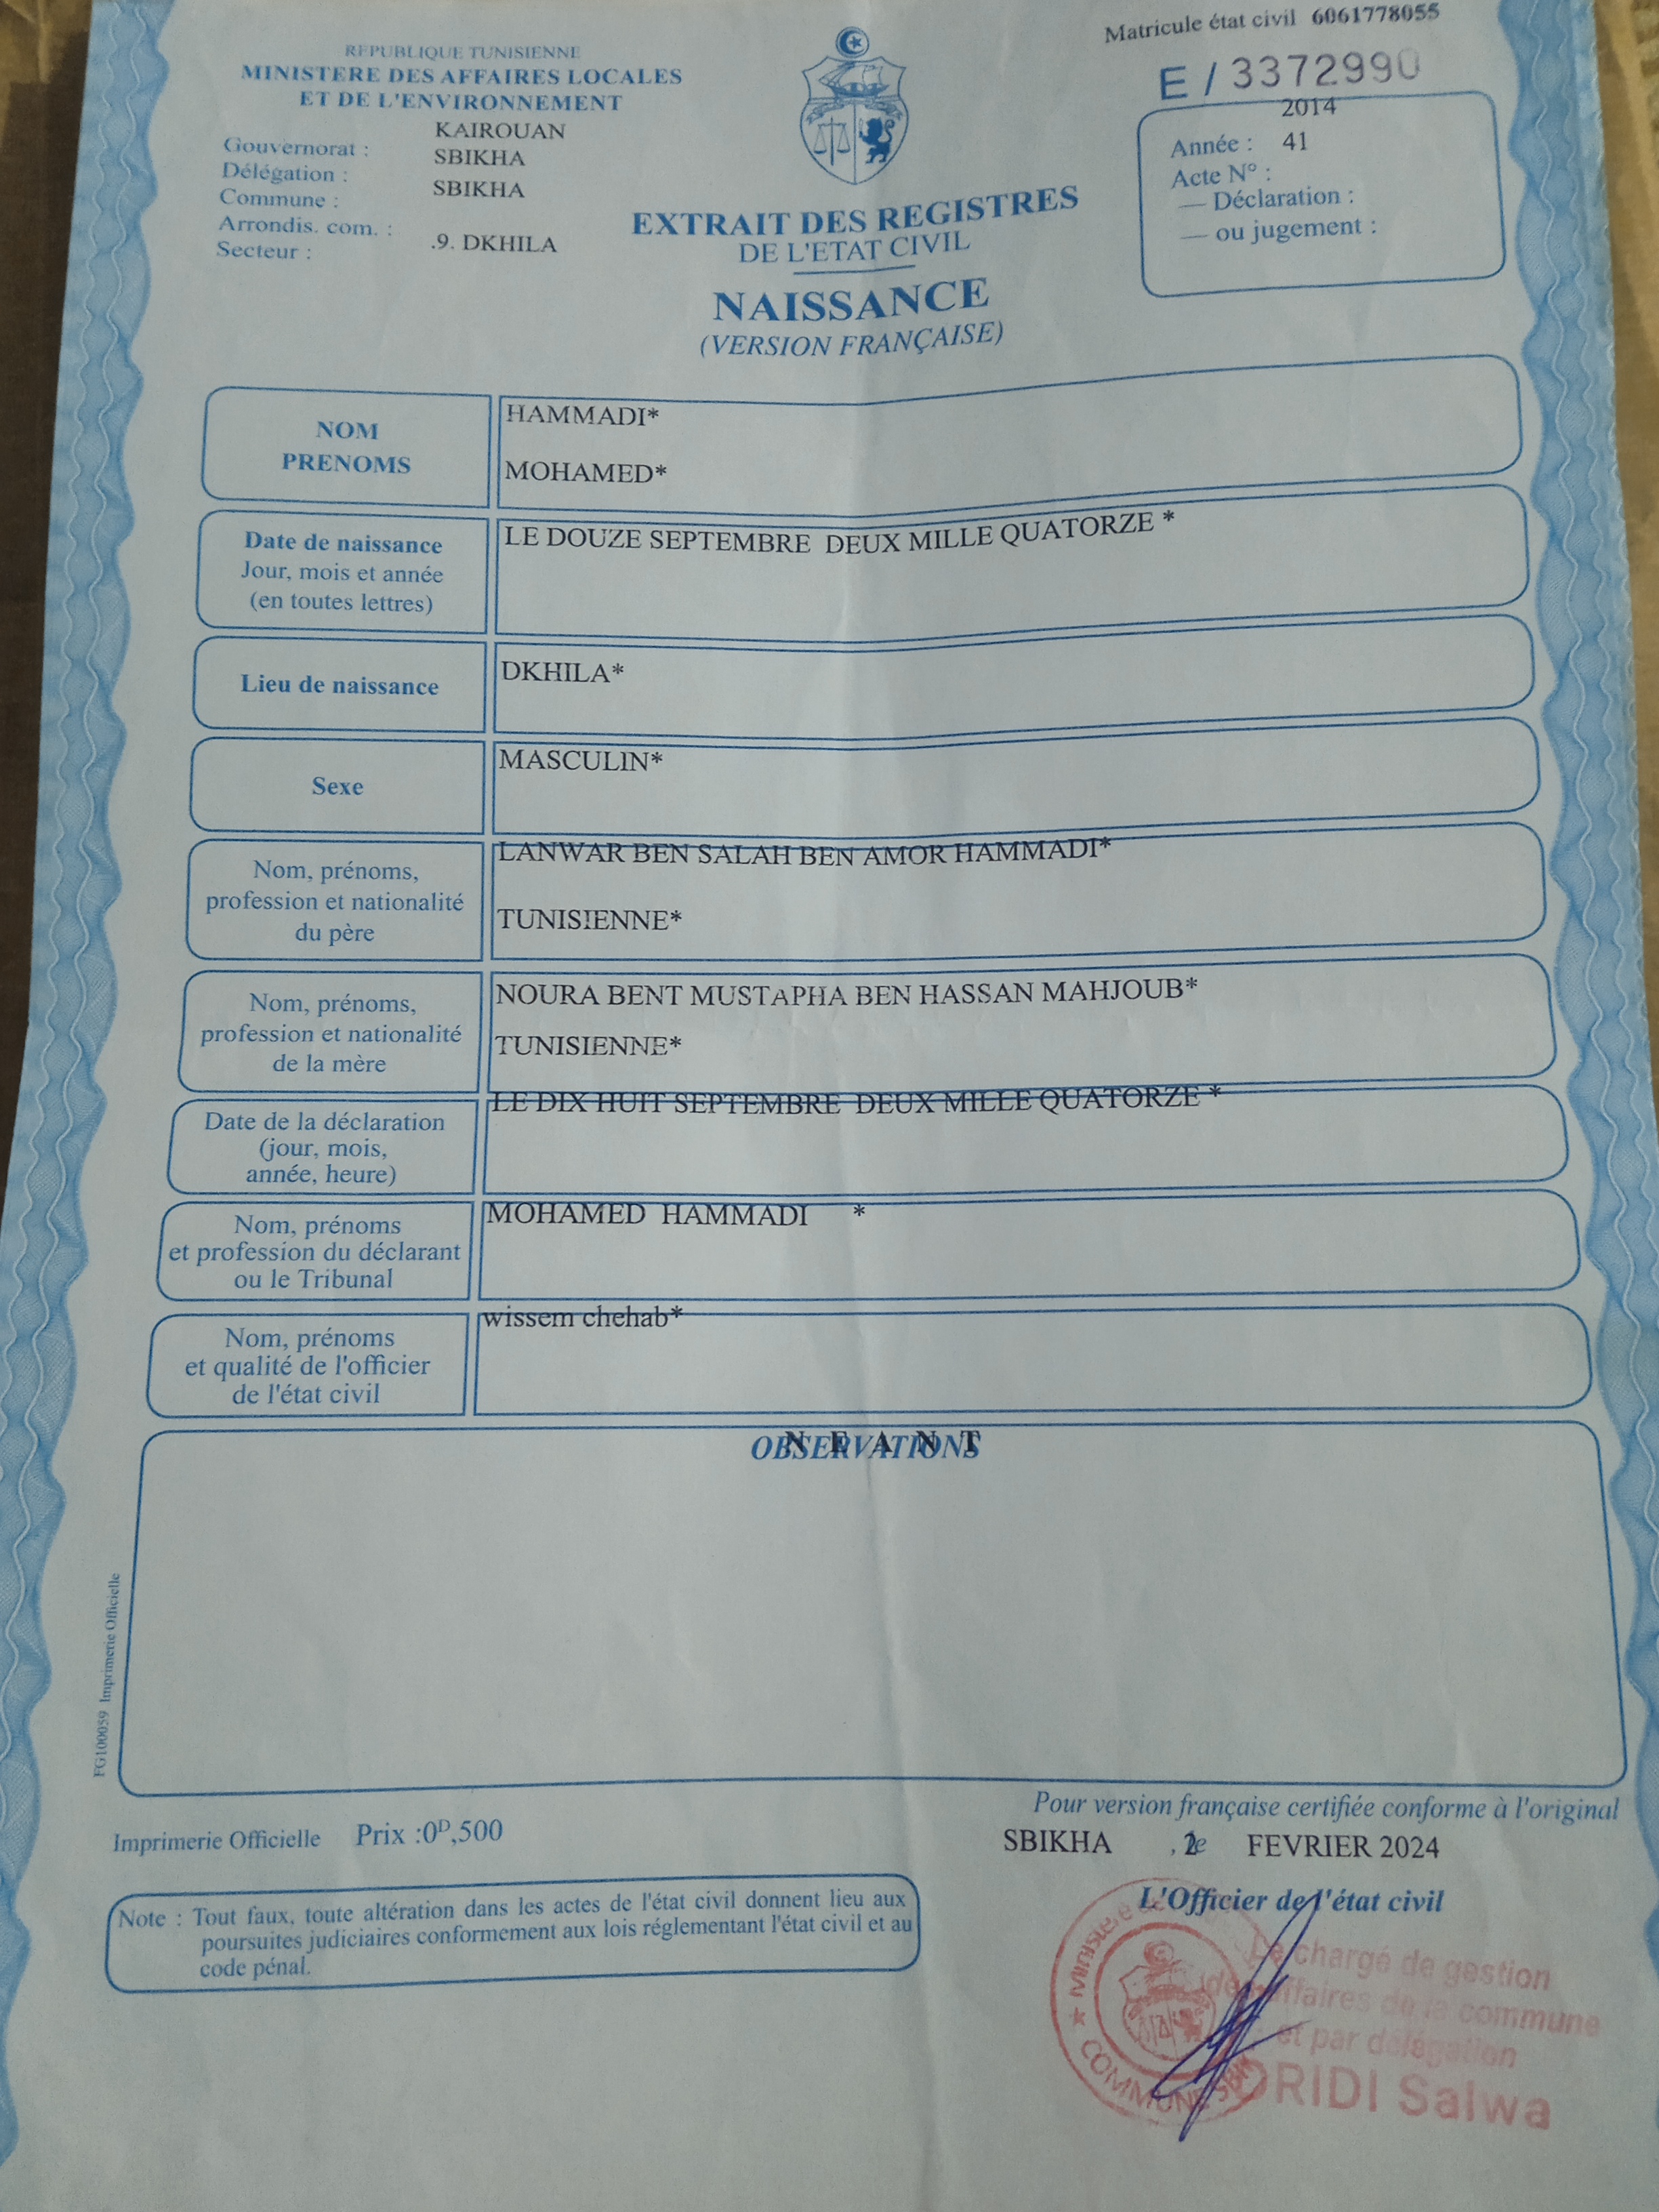 Matricule état civil 6061778055
E / 3372990
REPUBLIQUE TUNISIENNE
MINISTERE DES AFFAIRES LOCALES
ET DE L'ENVIRONNEMENT
Gouvernorat : KAIROUAN
Délégation : SBIKHA
Commune : SBIKHA
Arrondis. com. :
Secteur : .9. DKHILA
2014
Année : 41
Acte N° :
— Déclaration :
— ou jugement :
EXTRAIT DES REGISTRES
DE L'ETAT CIVIL
NAISSANCE
(VERSION FRANÇAISE)
NOM
PRENOMS
HAMMADI*
MOHAMED*
Date de naissance
Jour, mois et année
(en toutes lettres)
LE DOUZE SEPTEMBRE DEUX MILLE QUATORZE *
Lieu de naissance
DKHILA*
Sexe
MASCULIN*
Nom, prénoms,
profession et nationalité
du père
LANWAR BEN SALAH BEN AMOR HAMMADI*
TUNISIENNE*
Nom, prénoms,
profession et nationalité
de la mère
NOURA BENT MUSTAPHA BEN HASSAN MAHJOUB*
TUNISIENNE*
Date de la déclaration
(jour, mois,
année, heure)
LE DIX HUIT SEPTEMBRE DEUX MILLE QUATORZE *
Nom, prénoms
et profession du déclarant
ou le Tribunal
MOHAMED HAMMADI *
Nom, prénoms
et qualité de l'officier
de l'état civil
wissem chehab*
OBSERVATIONS
N E A N T
FG100059 Imprimerie Officielle
Imprimerie Officielle Prix :0D,500
Pour version française certifiée conforme à l'original
SBIKHA , le FEVRIER 2024
L'Officier de l'état civil
Note : Tout faux, toute altération dans les actes de l'état civil donnent lieu aux
poursuites judiciaires conformement aux lois réglementant l'état civil et au
code pénal.
Le chargé de gestion
des affaires de la commune
et par délégation
DRIDI Salwa
COMMUNE